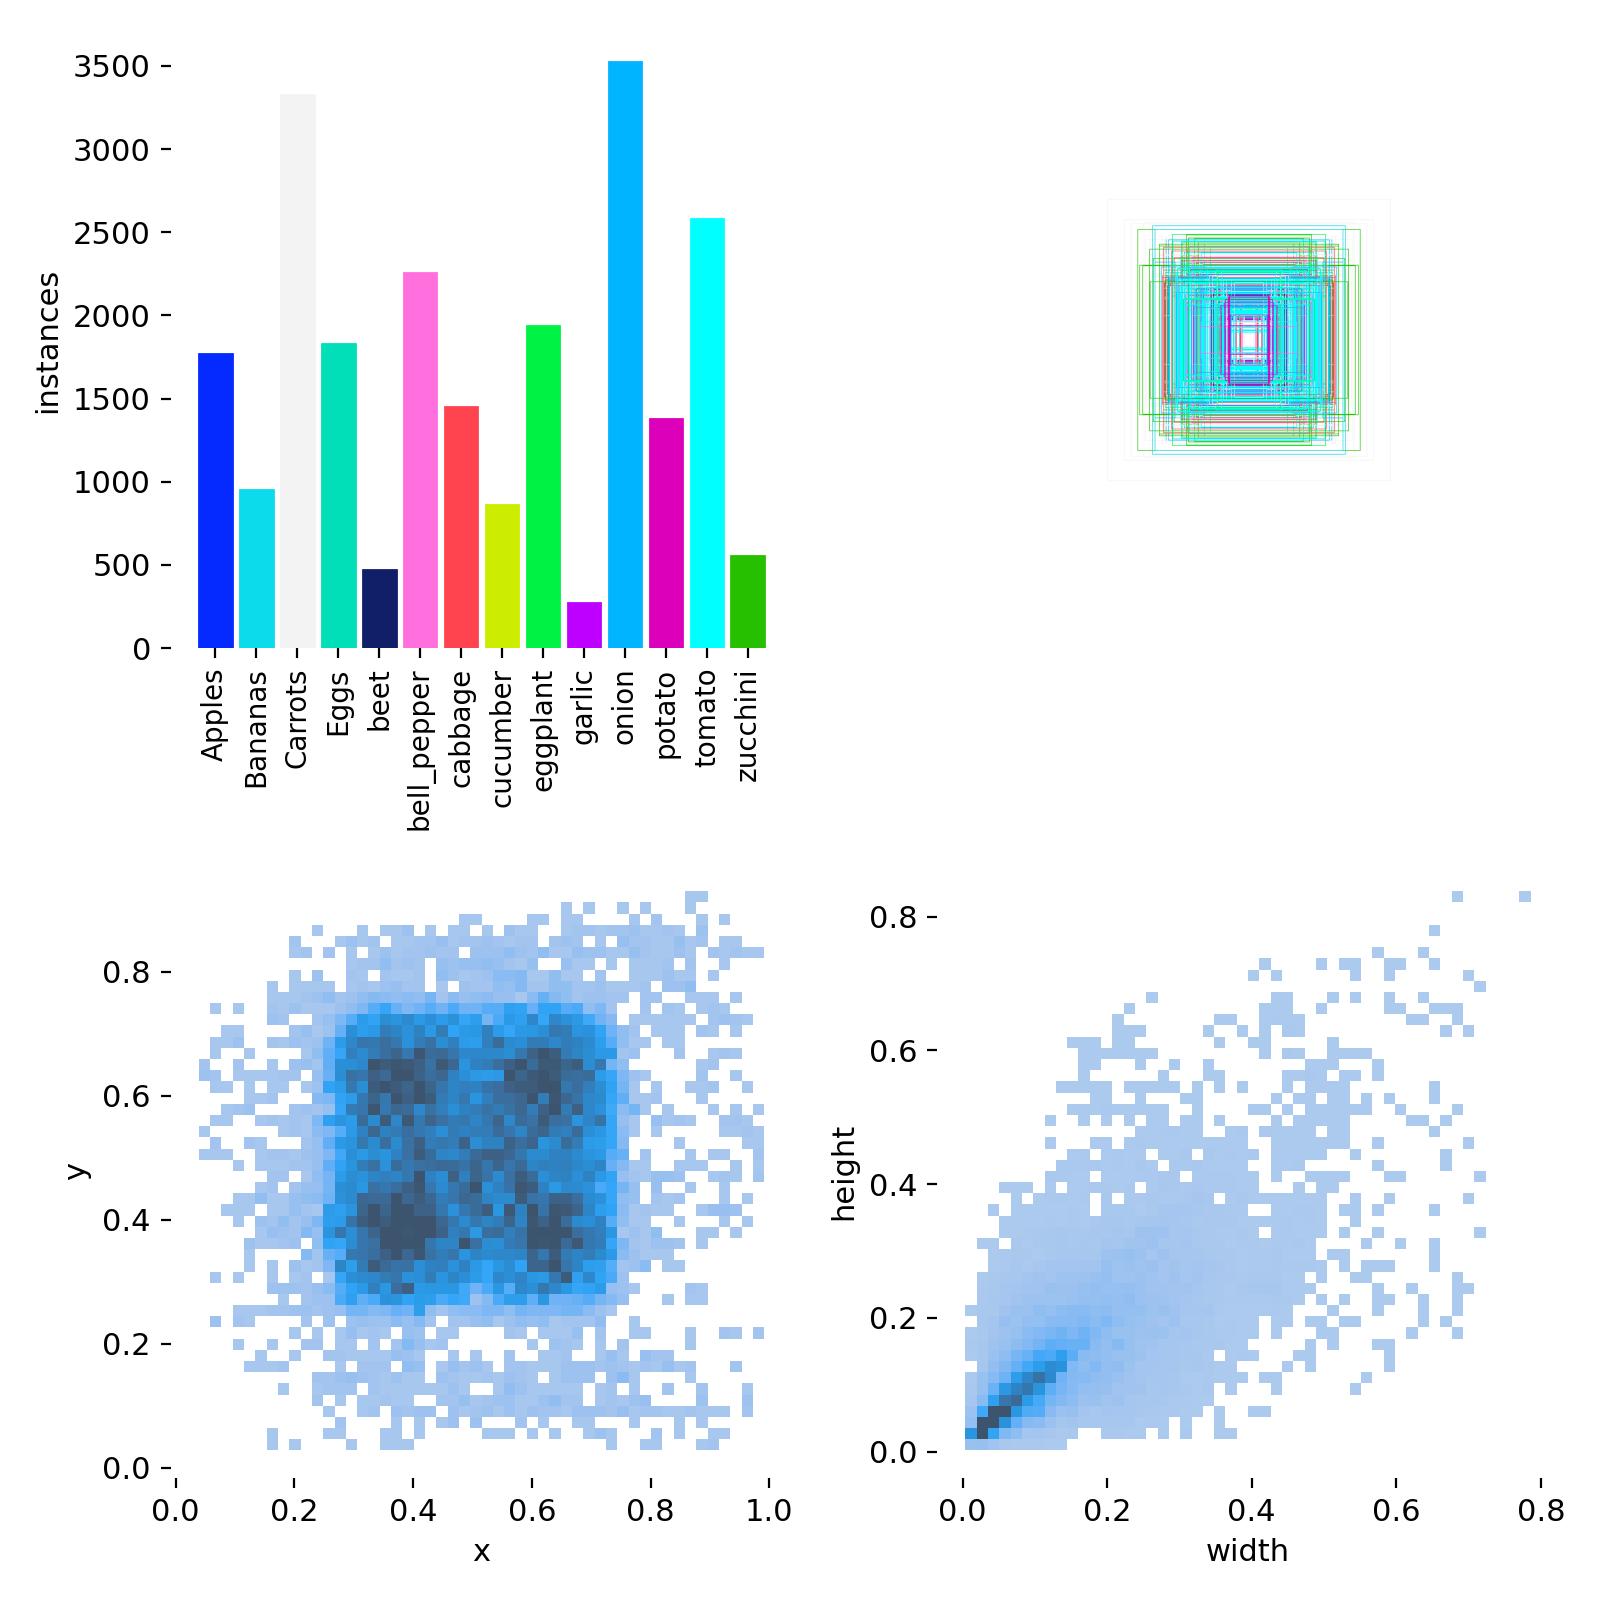 3500
3000
2500
2000
1500
1000
500
0
instances
Apples
Bananas
Carrots
Eggs
beet
bell_pepper
cabbage
cucumber
eggplant
garlic
onion
potato
tomato
zucchini
0.8
0.6
0.4
0.2
0.0
y
0.0 0.2 0.4 0.6 0.8 1.0
x
0.8
0.6
0.4
0.2
0.0
height
0.0 0.2 0.4 0.6 0.8
width